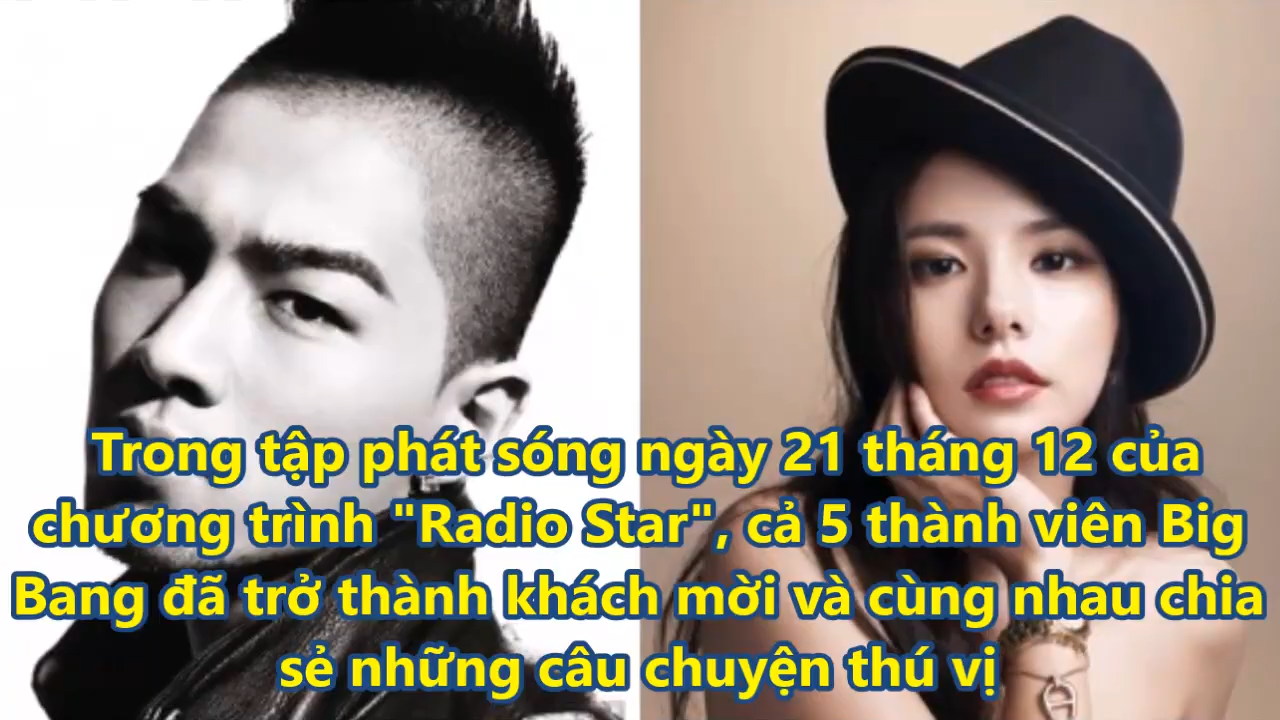 Trong tập phát sóng ngày 21 tháng 12 của
chương trình "Radio Star", cả 5 thành viên Big
Bang đã trở thành khách mời và cùng nhau chia
sẻ những câu chuyện thú vị